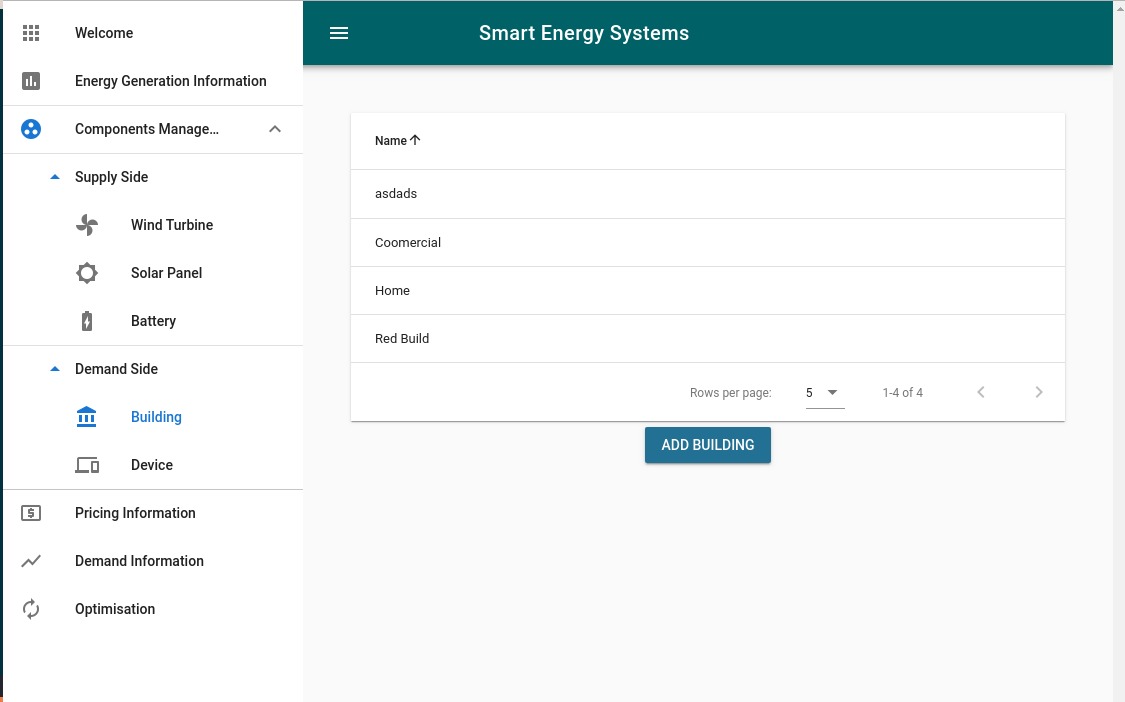 Welcome
Energy Generation Information
Components Manage...
Supply Side
Wind Turbine
Solar Panel
Battery
Demand Side
Building
Device
Pricing Information
Demand Information
Optimisation
Smart Energy Systems
Name
asdads
Coomercial
Home
Red Build
Rows per page: 5 1-4 of 4
ADD BUILDING